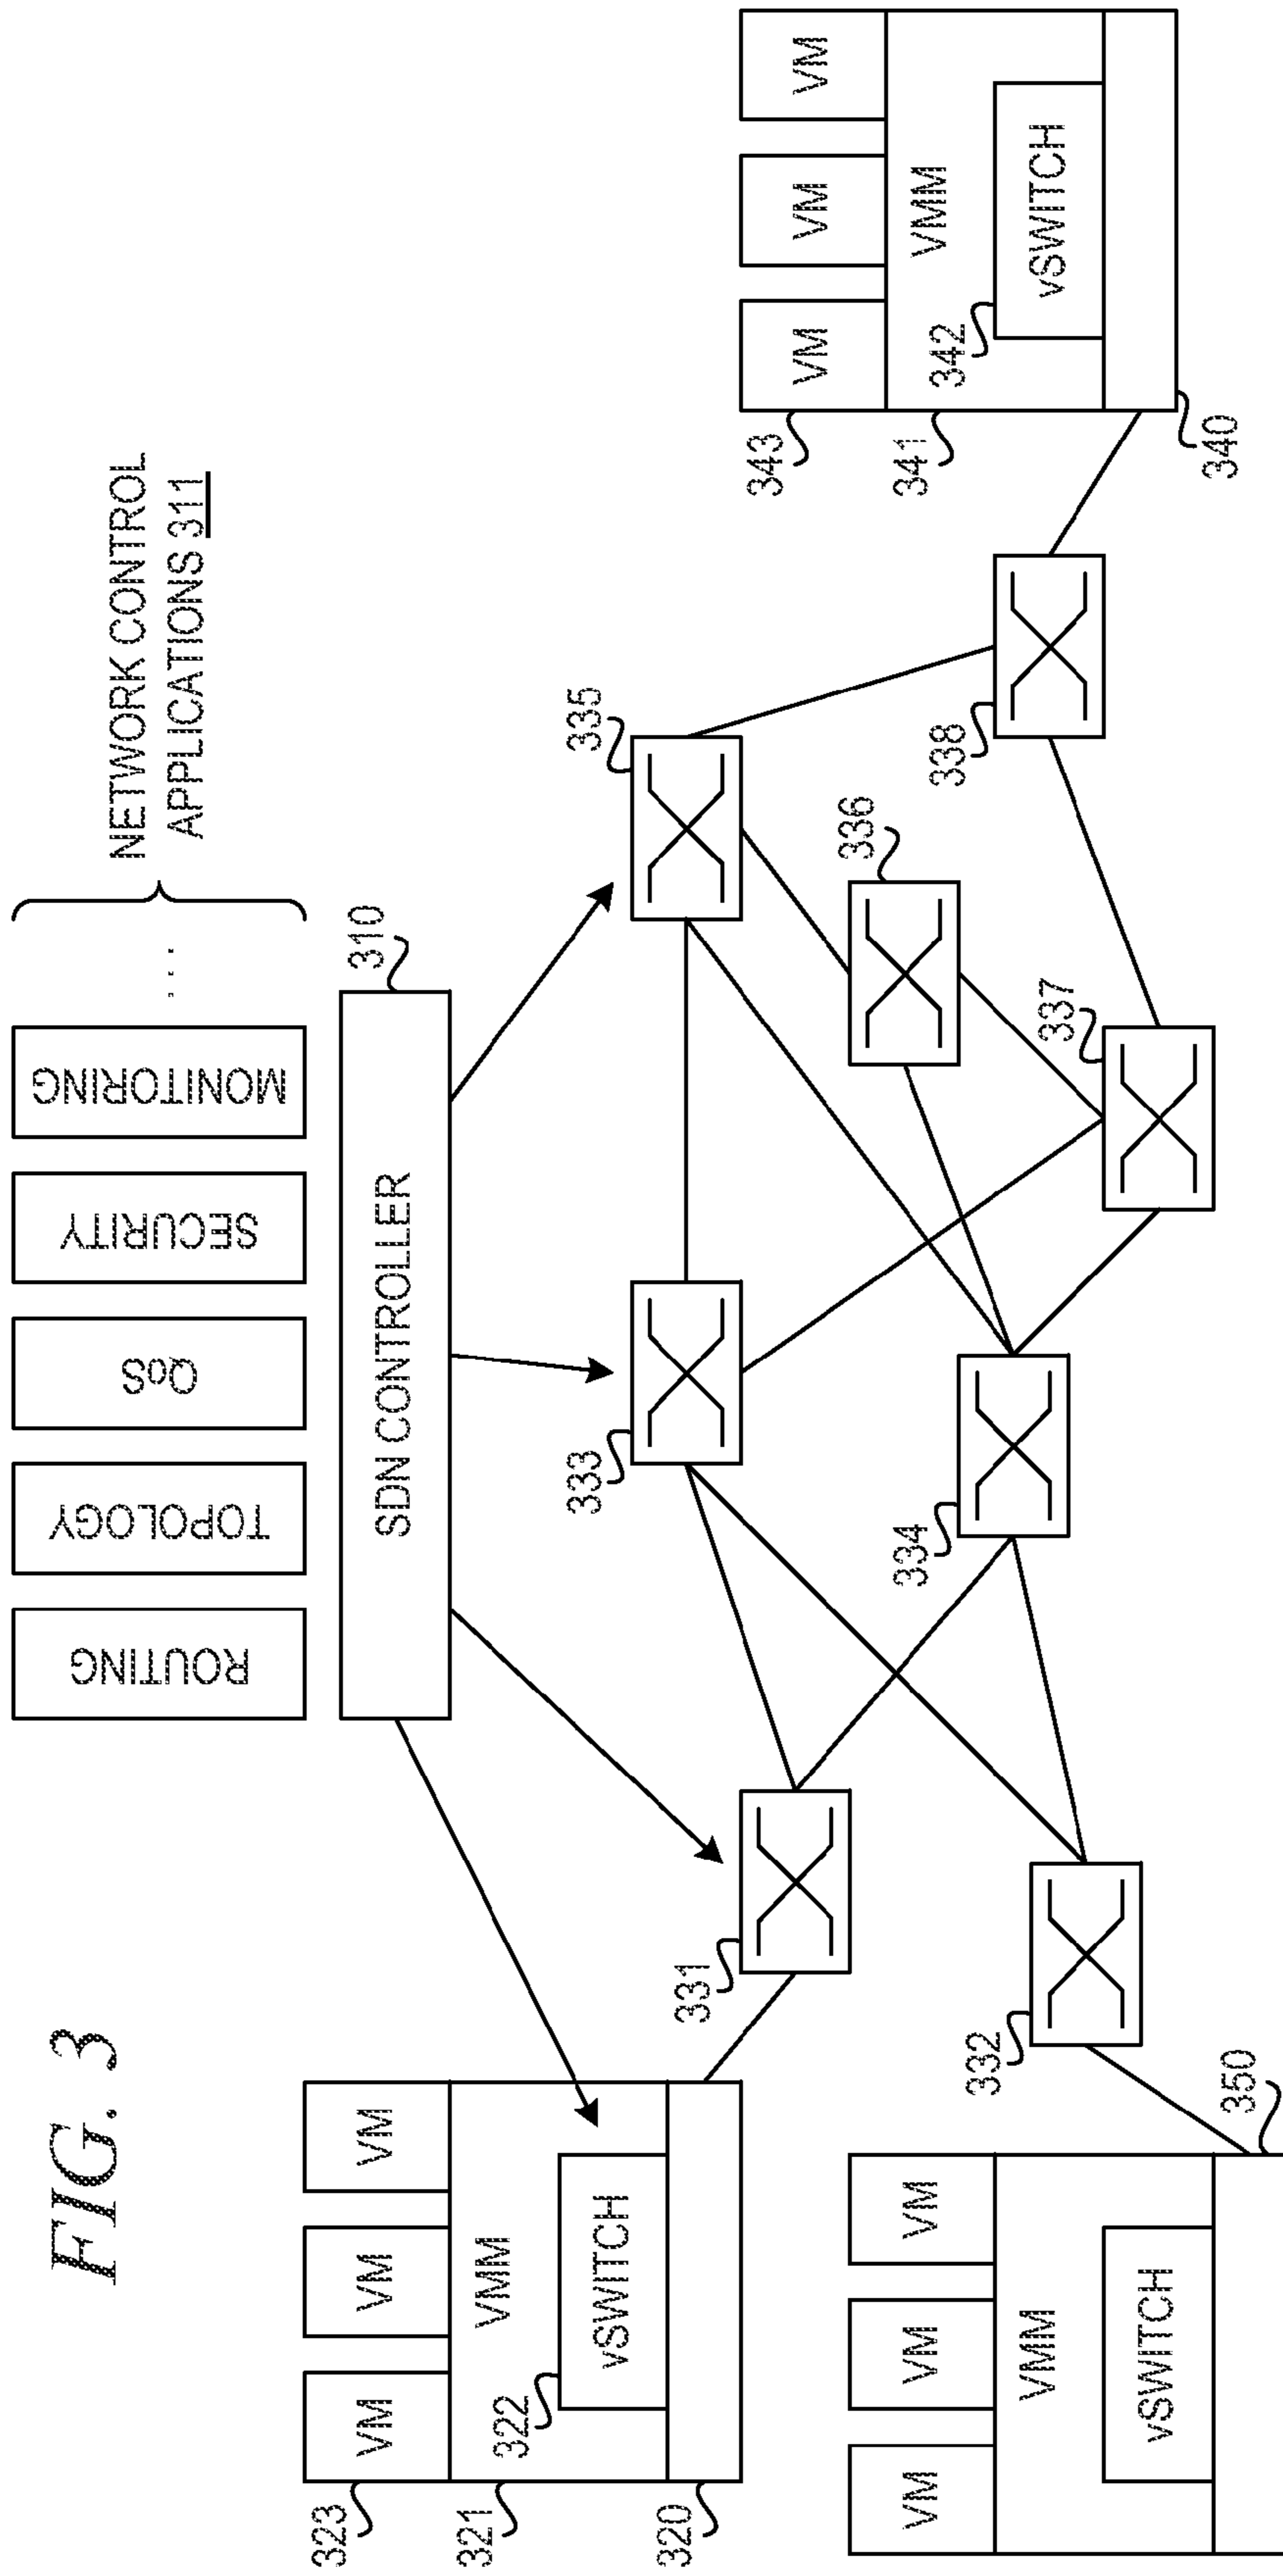 FIG. 3
NETWORK CONTROL
APPLICATIONS 311
ROUTING
TOPOLOGY
QoS
SECURITY
MONITORING
...
310
SDN CONTROLLER
323
VM
VM
VM
321
VMM
322
vSWITCH
320
331
332
333
334
335
336
337
338
343
VM
VM
VM
341
VMM
342
vSWITCH
340
VM
VM
VM
VMM
vSWITCH
350